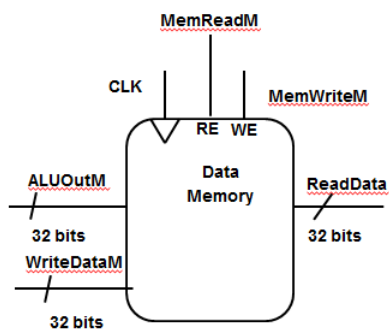 MemReadM
CLK
MemWriteM
RE WE
Data
Memory
ALUOutM
ReadData
32 bits
32 bits
WriteDataM
32 bits